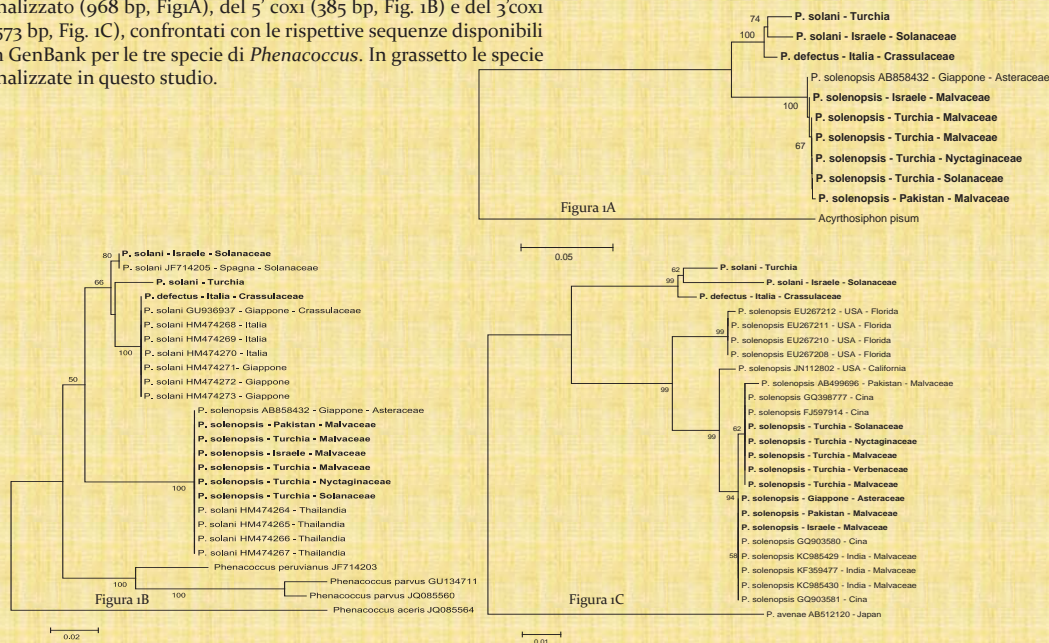 nalizzato (968 bp, Fig1A), del 5' cox1 (385 bp, Fig. 1B) e del 3'cox1
573 bp, Fig. 1C), confrontati con le rispettive sequenze disponibili
n GenBank per le tre specie di Phenacoccus. In grassetto le specie
nalizzate in questo studio.
74
100
100
67
P. solani - Turchia
P. solani - Israele - Solanaceae
P. defectus - Italia - Crassulaceae
P. solenopsis AB858432 - Giappone - Asteraceae
P. solenopsis - Israele - Malvaceae
P. solenopsis - Turchia - Malvaceae
P. solenopsis - Turchia - Malvaceae
P. solenopsis - Turchia - Nyctaginaceae
P. solenopsis - Turchia - Solanaceae
P. solenopsis - Pakistan - Malvaceae
Acyrthosiphon pisum
Figura 1A
0.05
80
66
100
50
100
100
100
P. solani - Israele - Solanaceae
P. solani JF714205 - Spagna - Solanaceae
P. solani - Turchia
P. defectus - Italia - Crassulaceae
P. solani GU936937 - Giappone - Crassulaceae
P. solani HM474268 - Italia
P. solani HM474269 - Italia
P. solani HM474270 - Italia
P. solani HM474271- Giappone
P. solani HM474272 - Giappone
P. solani HM474273 - Giappone
P. solenopsis AB858432 - Giappone - Asteraceae
P. solenopsis - Pakistan - Malvaceae
P. solenopsis - Turchia - Malvaceae
P. solenopsis - Israele - Malvaceae
P. solenopsis - Turchia - Malvaceae
P. solenopsis - Turchia - Nyctaginaceae
P. solenopsis - Turchia - Solanaceae
P. solani HM474264 - Thailandia
P. solani HM474265 - Thailandia
P. solani HM474266 - Thailandia
P. solani HM474267 - Thailandia
Phenacoccus peruvianus JF714203
Phenacoccus parvus GU134711
Phenacoccus parvus JQ085560
Phenacoccus aceris JQ085564
Figura 1B
0.02
62
99
99
99
99
62
94
58
P. solani - Turchia
P. solani - Israele - Solanaceae
P. defectus - Italia - Crassulaceae
P. solenopsis EU267212 - USA - Florida
P. solenopsis EU267211 - USA - Florida
P. solenopsis EU267210 - USA - Florida
P. solenopsis EU267208 - USA - Florida
P. solenopsis JN112802 - USA - California
P. solenopsis AB499696 - Pakistan - Malvaceae
P. solenopsis GQ398777 - Cina
P. solenopsis FJ597914 - Cina
P. solenopsis - Turchia - Solanaceae
P. solenopsis - Turchia - Nyctaginaceae
P. solenopsis - Turchia - Malvaceae
P. solenopsis - Turchia - Verbenaceae
P. solenopsis - Turchia - Malvaceae
P. solenopsis - Giappone - Asteraceae
P. solenopsis - Pakistan - Malvaceae
P. solenopsis - Israele - Malvaceae
P. solenopsis GQ903580 - Cina
P. solenopsis KC985429 - India - Malvaceae
P. solenopsis KF359477 - India - Malvaceae
P. solenopsis KC985430 - India - Malvaceae
P. solenopsis GQ903581 - Cina
P. avenae AB512120 - Japan
Figura 1C
0.01